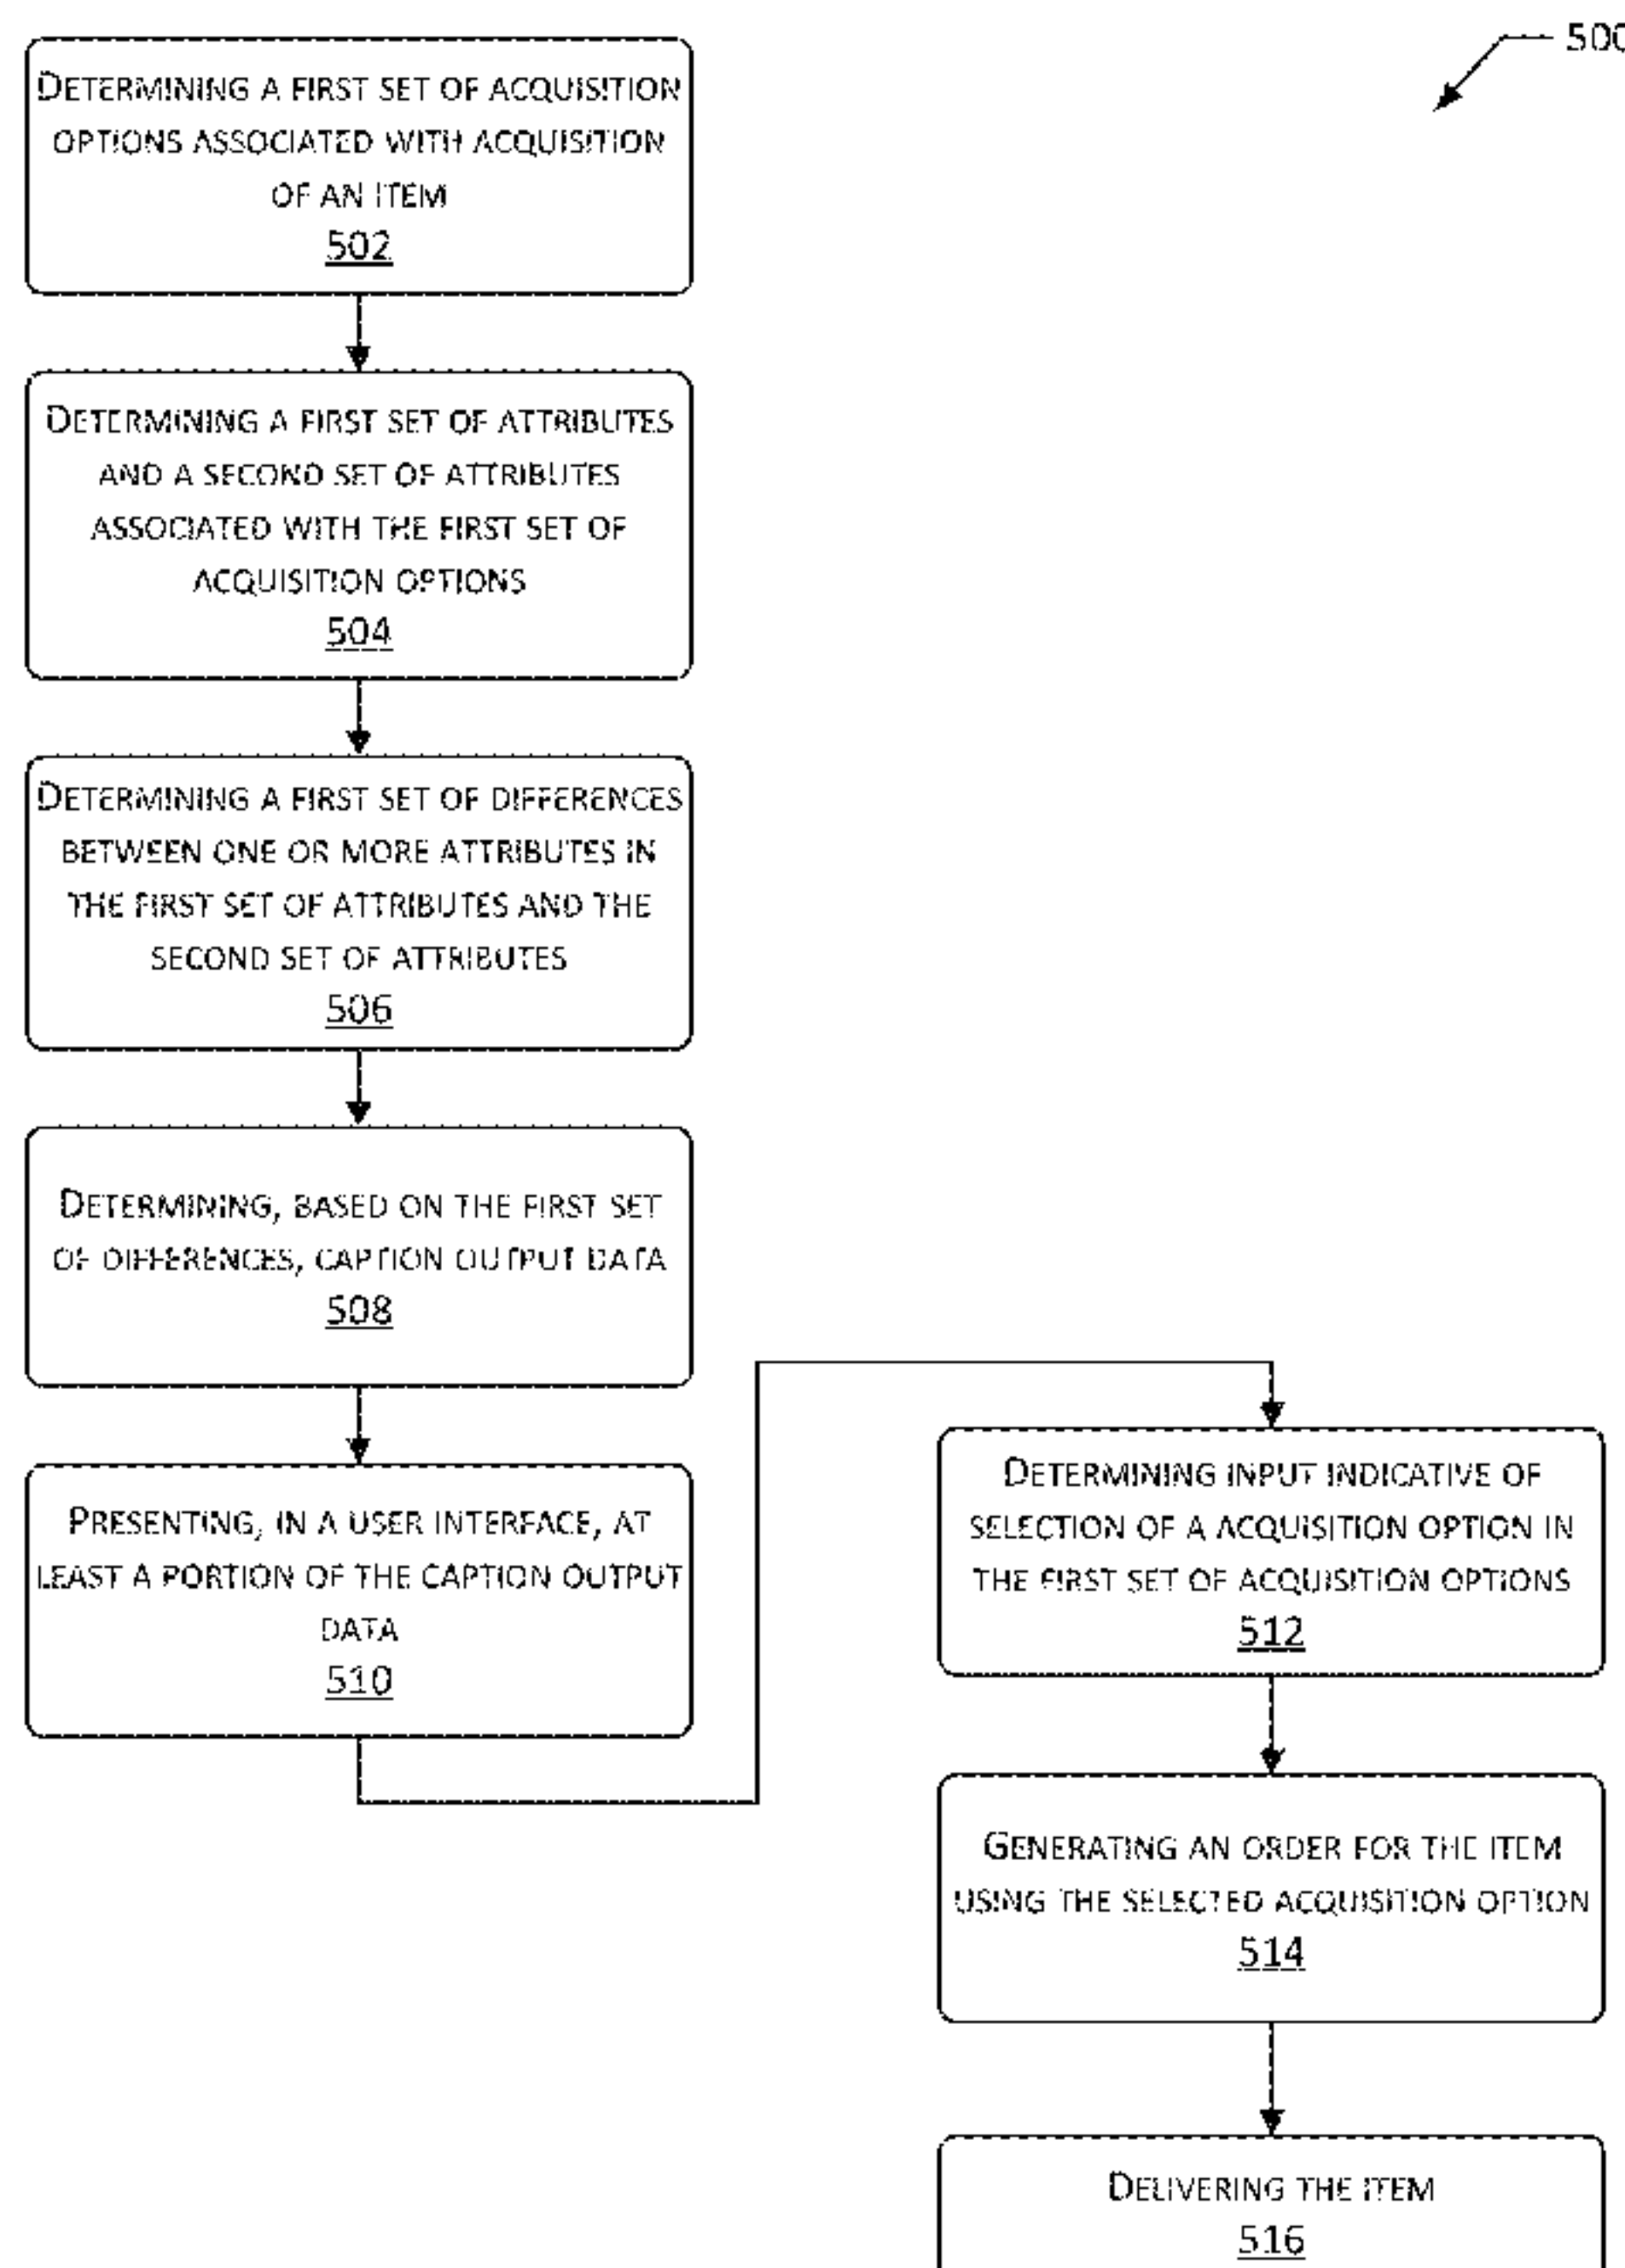 500
DETERMINING A FIRST SET OF ACQUISITION
OPTIONS ASSOCIATED WITH ACQUISITION
OF AN ITEM
502
DETERMINING A FIRST SET OF ATTRIBUTES
AND A SECOND SET OF ATTRIBUTES
ASSOCIATED WITH THE FIRST SET OF
ACQUISITION OPTIONS
504
DETERMINING A FIRST SET OF DIFFERENCES
BETWEEN ONE OR MORE ATTRIBUTES IN
THE FIRST SET OF ATTRIBUTES AND THE
SECOND SET OF ATTRIBUTES
506
DETERMINING, BASED ON THE FIRST SET
OF DIFFERENCES, CAPTION OUTPUT DATA
508
PRESENTING, IN A USER INTERFACE, AT
LEAST A PORTION OF THE CAPTION OUTPUT
DATA
510
DETERMINING INPUT INDICATIVE OF
SELECTION OF A ACQUISITION OPTION IN
THE FIRST SET OF ACQUISITION OPTIONS
512
GENERATING AN ORDER FOR THE ITEM
USING THE SELECTED ACQUISITION OPTION
514
DELIVERING THE ITEM
516